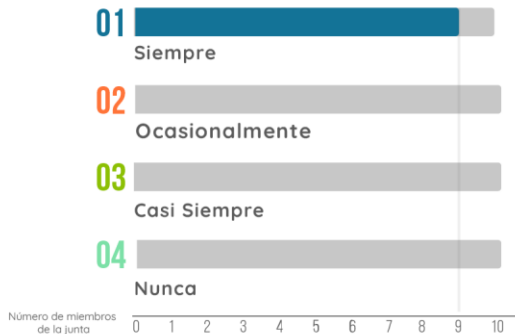 01
Siempre
02
Ocasionalmente
03
Casi Siempre
04
Nunca
Número de miembros
de la junta
0 1 2 3 4 5 6 7 8 9 10